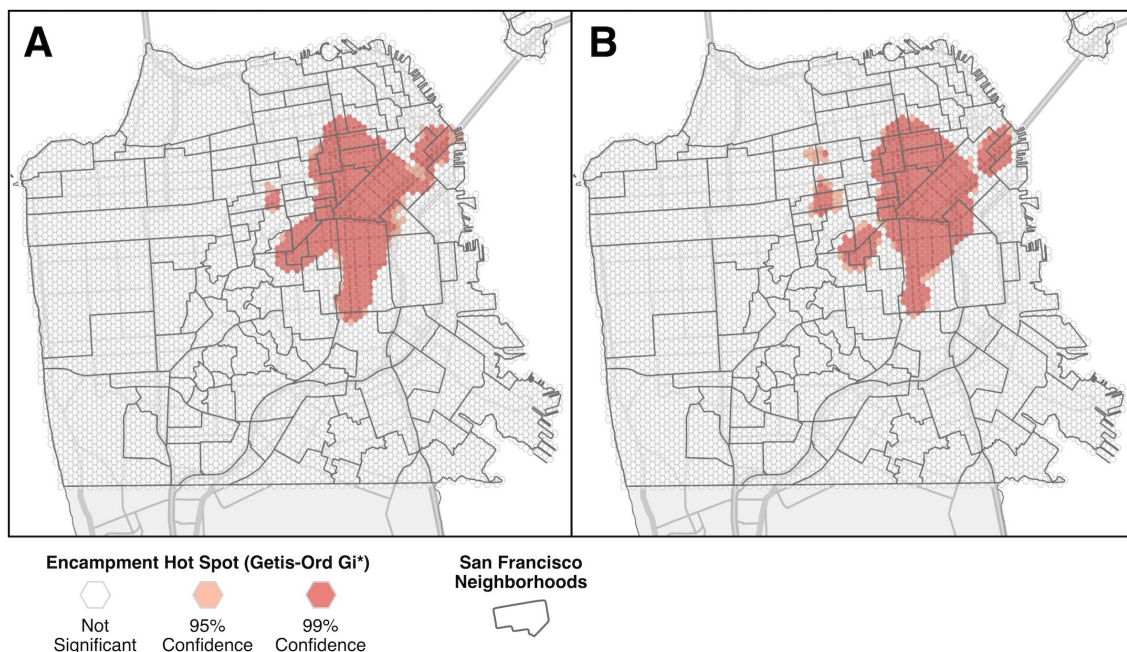 A
B
Encampment Hot Spot (Getis-Ord Gi*)
Not
Significant
95%
Confidence
99%
Confidence
San Francisco
Neighborhoods